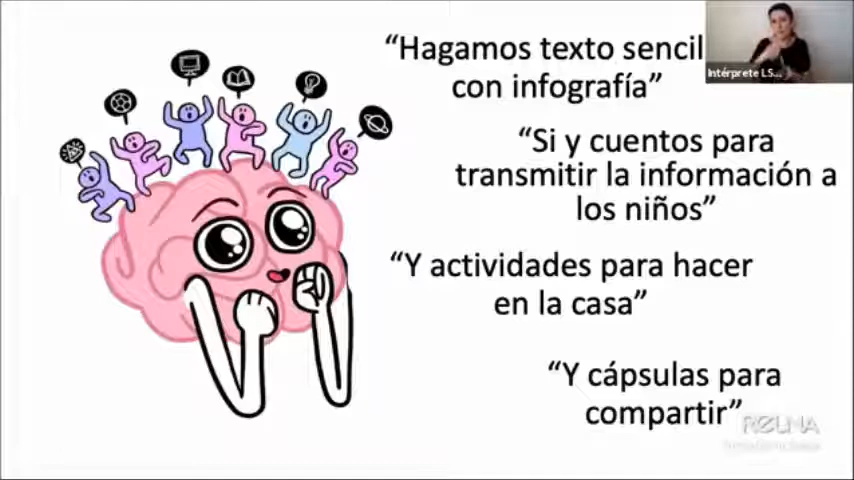 “Hagamos texto sencil
con infografía”
Intérprete LS...
“Si y cuentos para
transmitir la información a
los niños”
“Y actividades para hacer
en la casa”
“Y cápsulas para
compartir”
REUNA